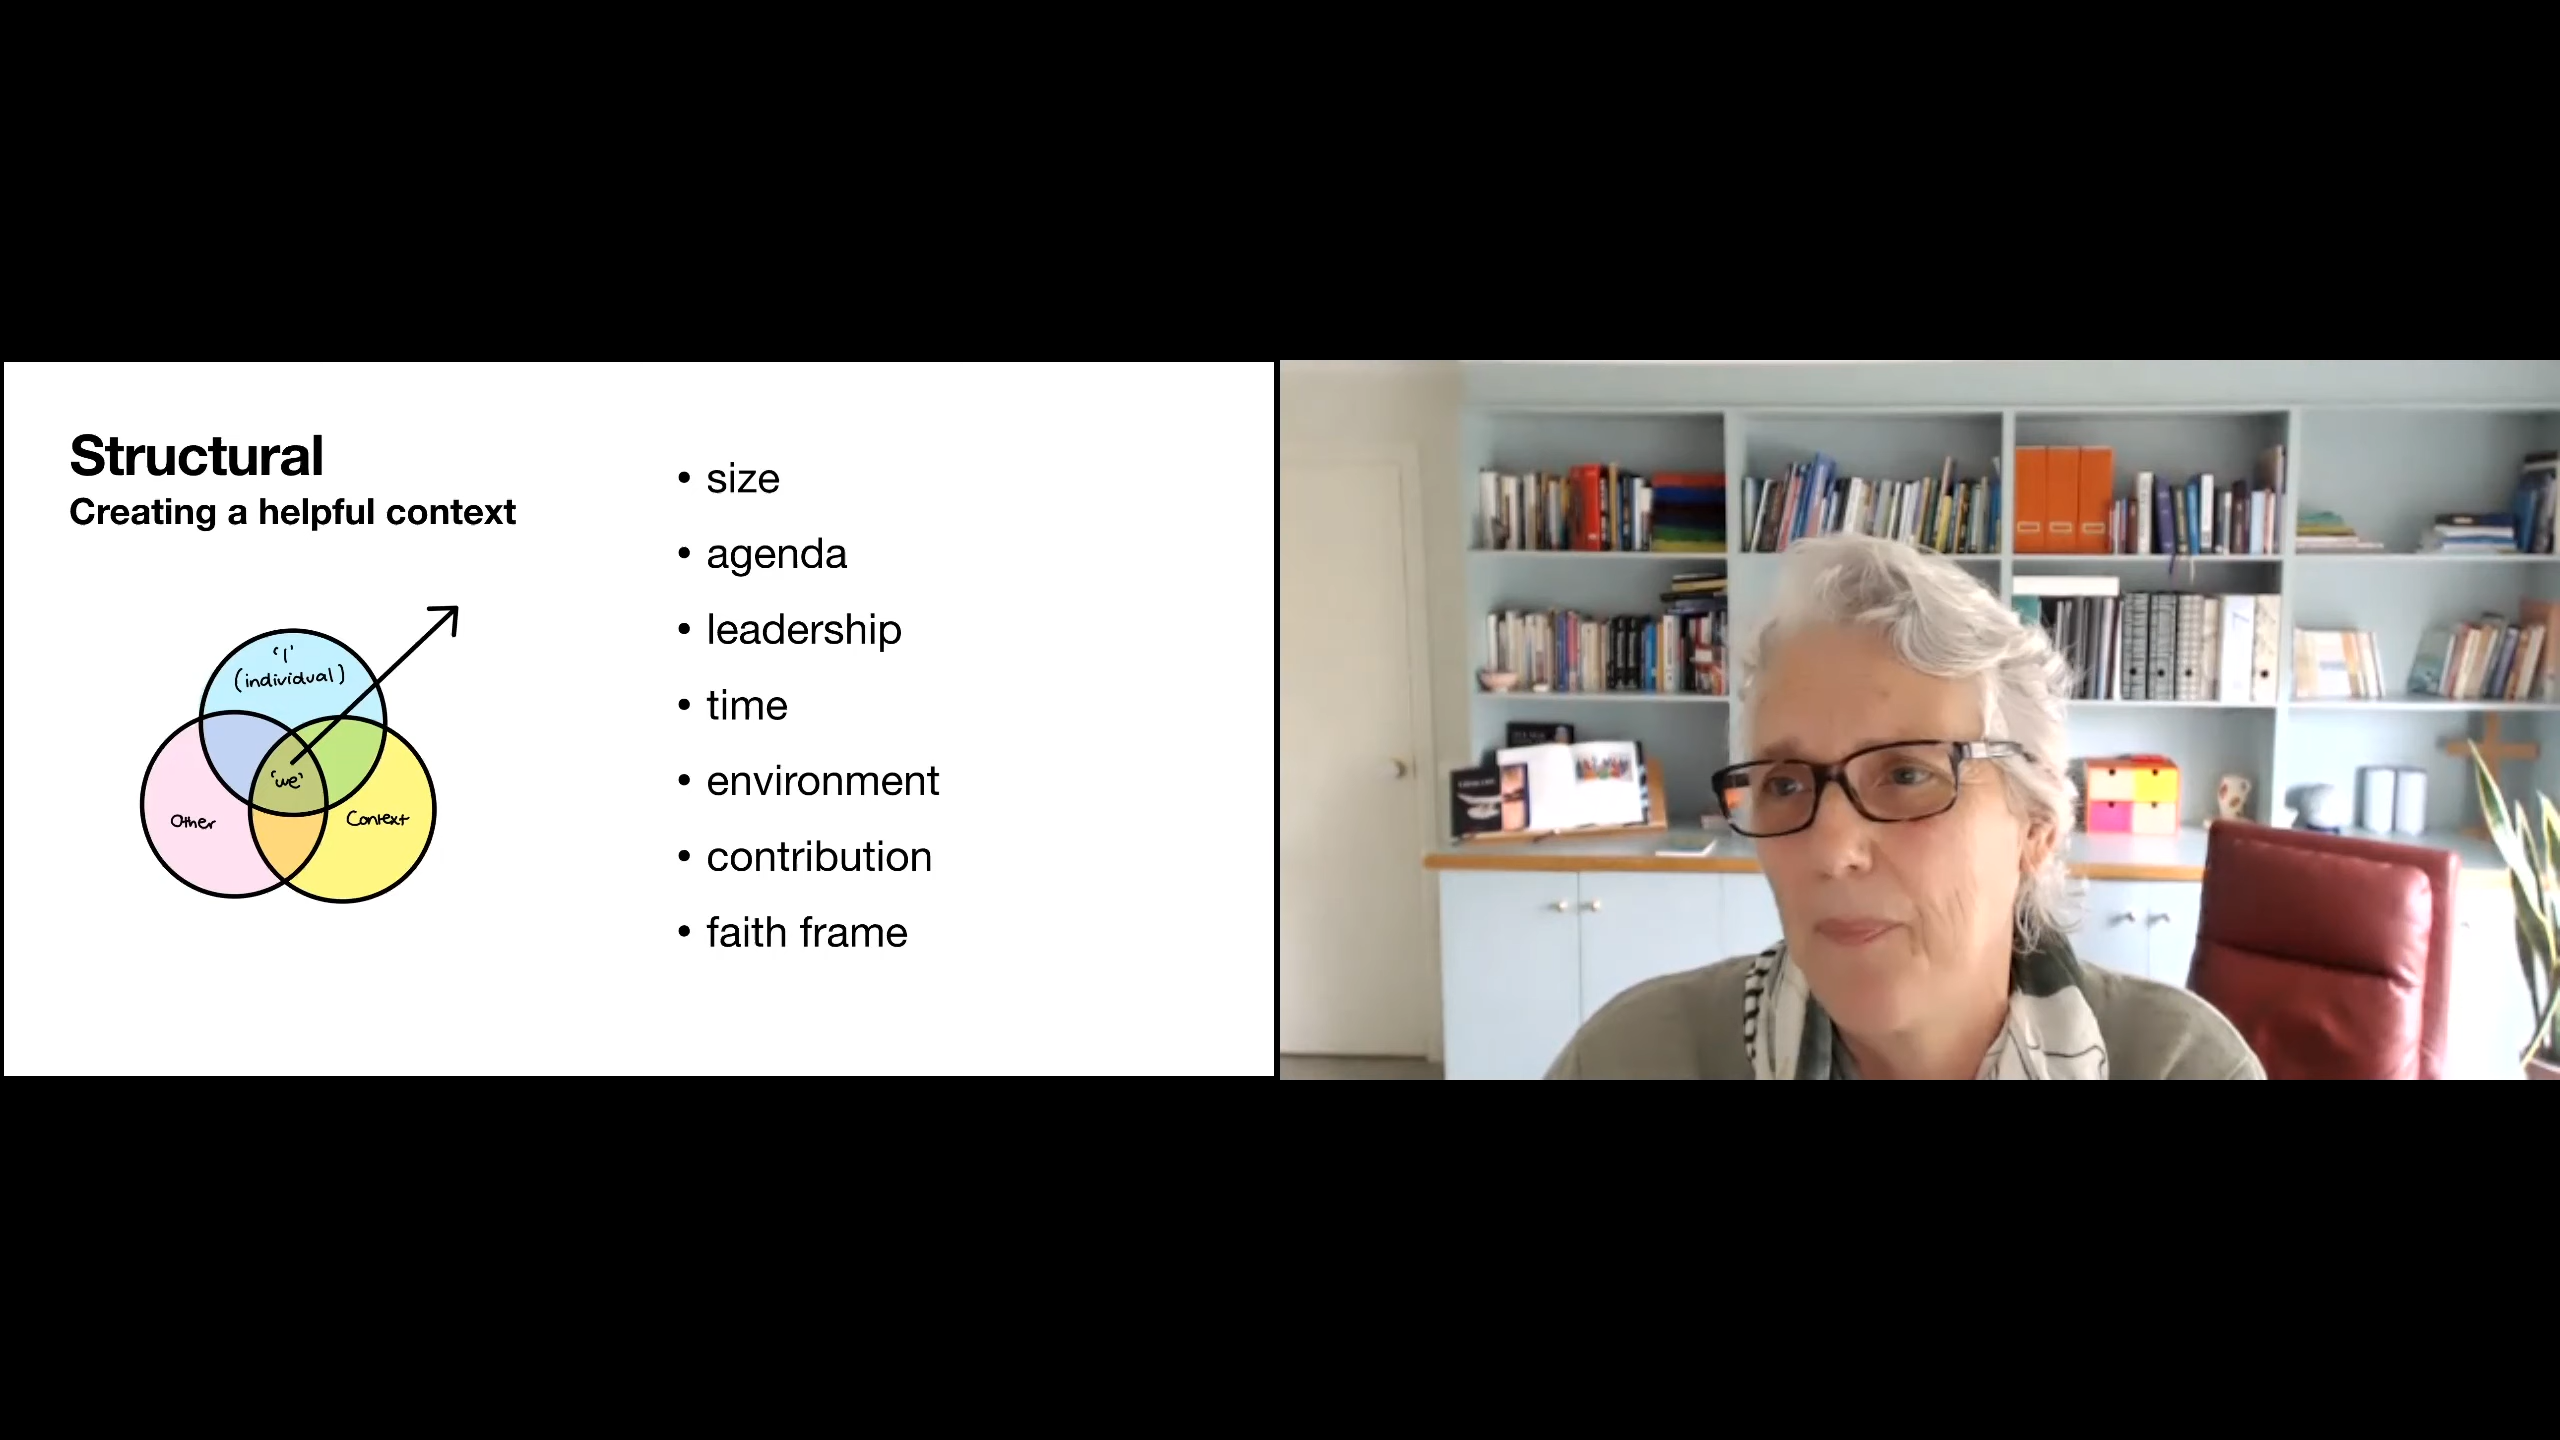 Structural
Creating a helpful context
'I'
(individual)
'we'
Other
Context
• size
• agenda
• leadership
• time
• environment
• contribution
• faith frame